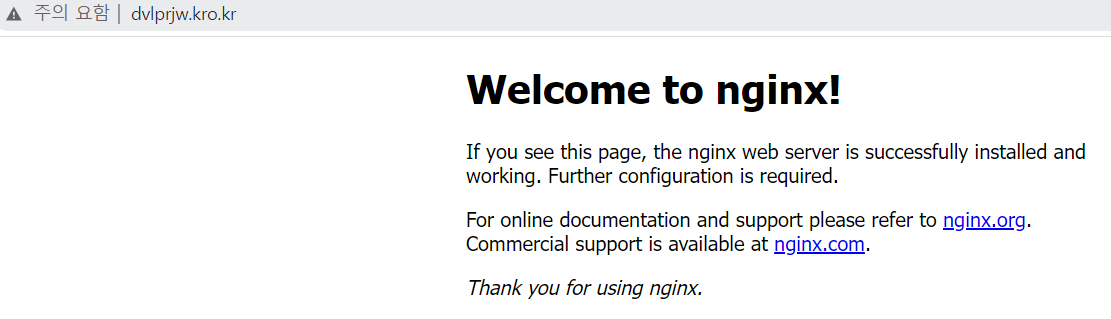 주의 요함 | dvlprjw.kro.kr
Welcome to nginx!
If you see this page, the nginx web server is successfully installed and
working. Further configuration is required.
For online documentation and support please refer to nginx.org.
Commercial support is available at nginx.com.
Thank you for using nginx.